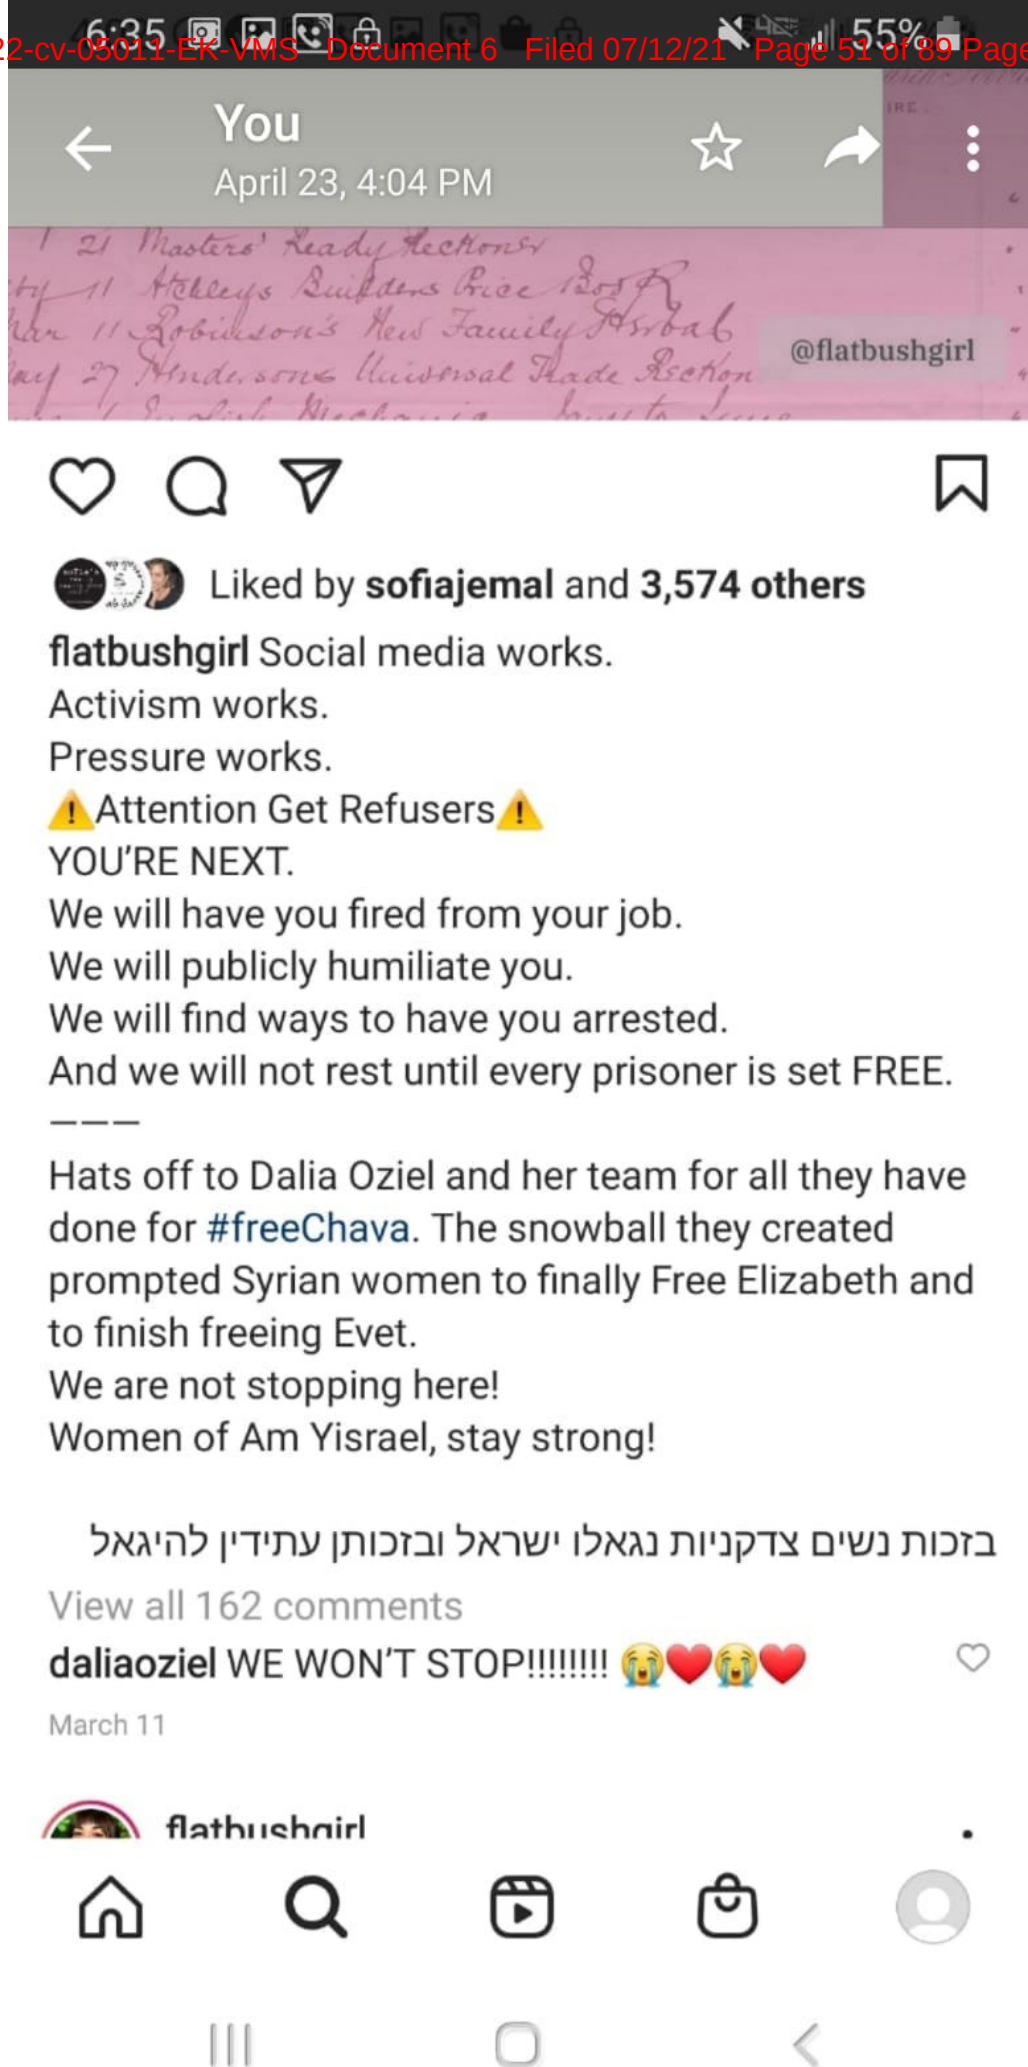 6:35 55%
22-cv-05011-EK-VMS Document 6 Filed 07/12/21 Page 51 of 89 Page
IRE.
You
April 23, 4:04 PM
21 Masters' Ready Reckoner
11 Atchleys Builders Price Book
11 Robinson's New Family Herbal
27 Hendersons Universal Trade Reckon
@flatbushgirl
English Mechanic
Liked by sofiajemal and 3,574 others
flatbushgirl Social media works.
Activism works.
Pressure works.
⚠️Attention Get Refusers⚠️
YOU’RE NEXT.
We will have you fired from your job.
We will publicly humiliate you.
We will find ways to have you arrested.
And we will not rest until every prisoner is set FREE.
———
Hats off to Dalia Oziel and her team for all they have
done for #freeChava. The snowball they created
prompted Syrian women to finally Free Elizabeth and
to finish freeing Evet.
We are not stopping here!
Women of Am Yisrael, stay strong!
בזכות נשים צדקניות נגאלו ישראל ובזכותן עתידין להיגאל
View all 162 comments
daliaoziel WE WON’T STOP!!!!!!!! 😭❤️😭❤️
March 11
flatbushgirl